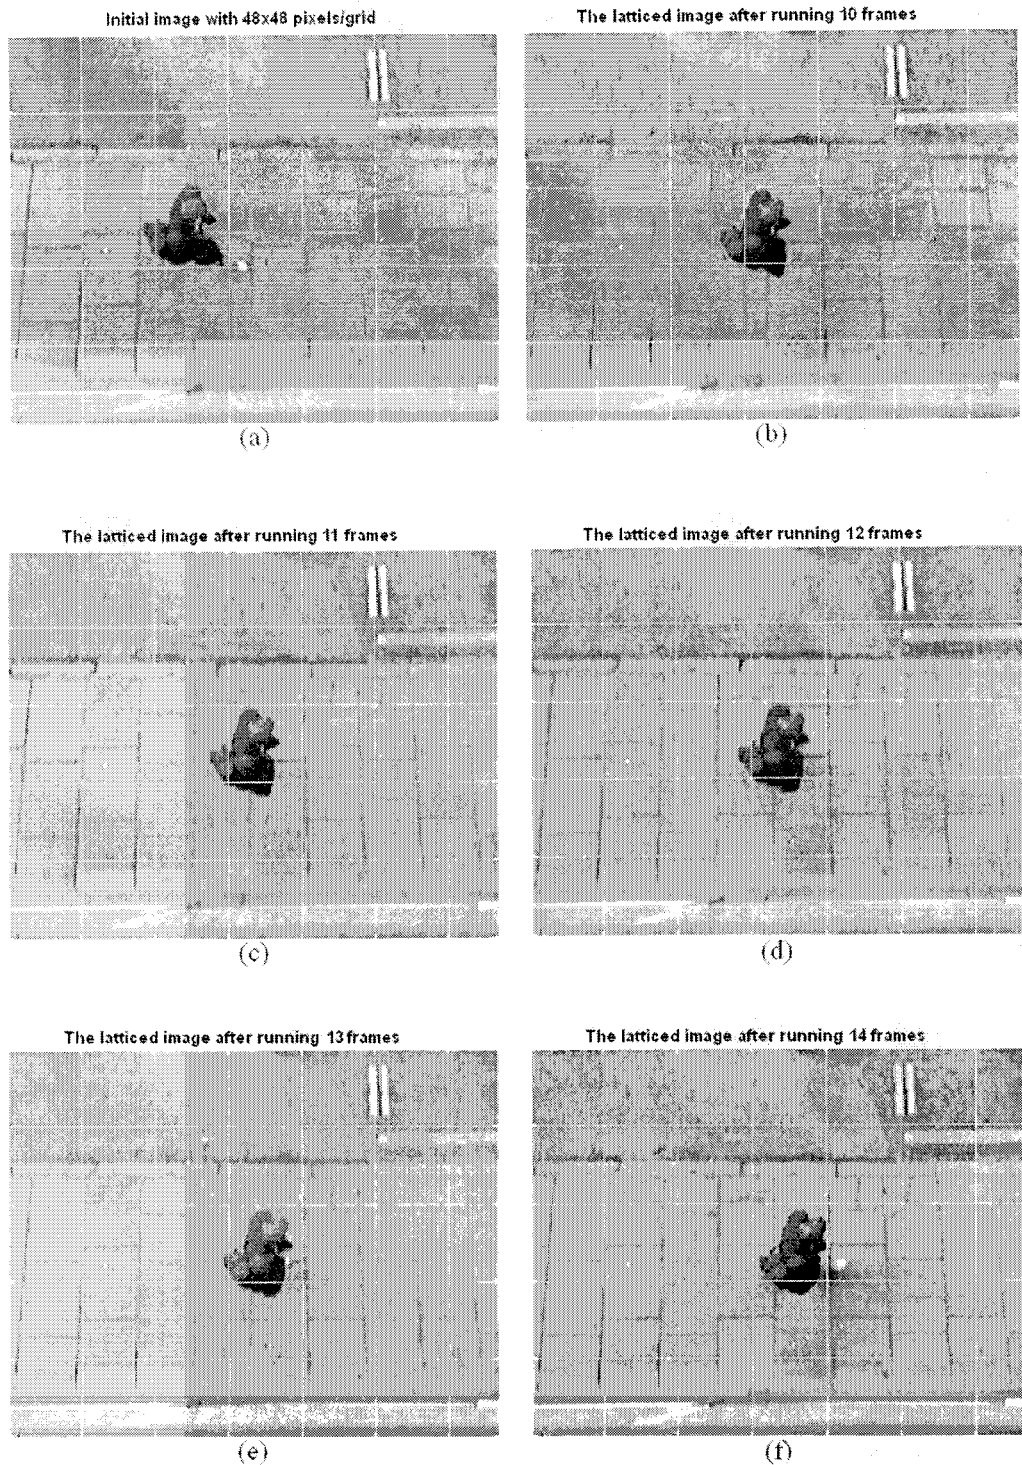 Initial image with 48x48 pixels/grid
The latticed image after running 10 frames
(a)
(b)
The latticed image after running 11 frames
The latticed image after running 12 frames
(c)
(d)
The latticed image after running 13 frames
The latticed image after running 14 frames
(e)
(f)